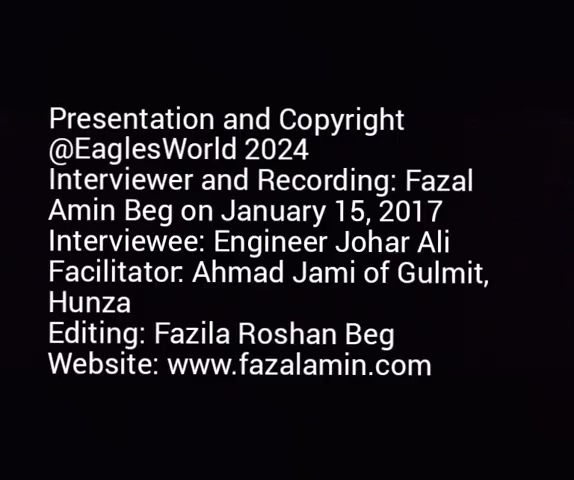 Presentation and Copyright
@EaglesWorld 2024
Interviewer and Recording: Fazal
Amin Beg on January 15, 2017
Interviewee: Engineer Johar Ali
Facilitator: Ahmad Jami of Gulmit,
Hunza
Editing: Fazila Roshan Beg
Website: www.fazalamin.com